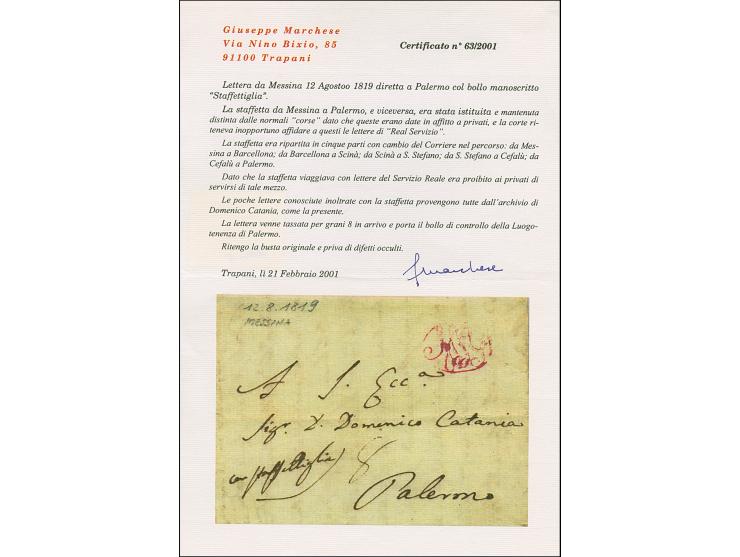 Giuseppe Marchese
Via Nino Bixio, 85
91100 Trapani
Certificato n° 63/2001
Lettera da Messina 12 Agostoo 1819 diretta a Palermo col bollo manoscritto
"Staffettiglia".
La staffetta da Messina a Palermo, e viceversa, era stata istituita e mantenuta
distinta dalle normali "corse" dato che queste erano date in affitto a privati, e la corte ri-
teneva inopportuno affidare a questi le lettere di "Real Servizio".
La staffetta era ripartita in cinque parti con cambio del Corriere nel percorso: da Mes-
sina a Barcellona; da Barcellona a Scinà; da Scinà a S. Stefano; da S. Stefano a Cefalù; da
Cefalù a Palermo.
Dato che la staffetta viaggiava con lettere del Servizio Reale era proibito ai privati di
servirsi di tale mezzo.
Le poche lettere conosciute inoltrate con la staffetta provengono tutte dall'archivio di
Domenico Catania, come la presente.
La lettera venne tassata per grani 8 in arrivo e porta il bollo di controllo della Luogo-
tenenza di Palermo.
Ritengo la busta originale e priva di difetti occulti.
Trapani, lì 21 Febbraio 2001
12.8.1819
MESSINA
A S. Ecc.a
Sigr. D. Domenico Catania
con staffettiglia 8
Palermo